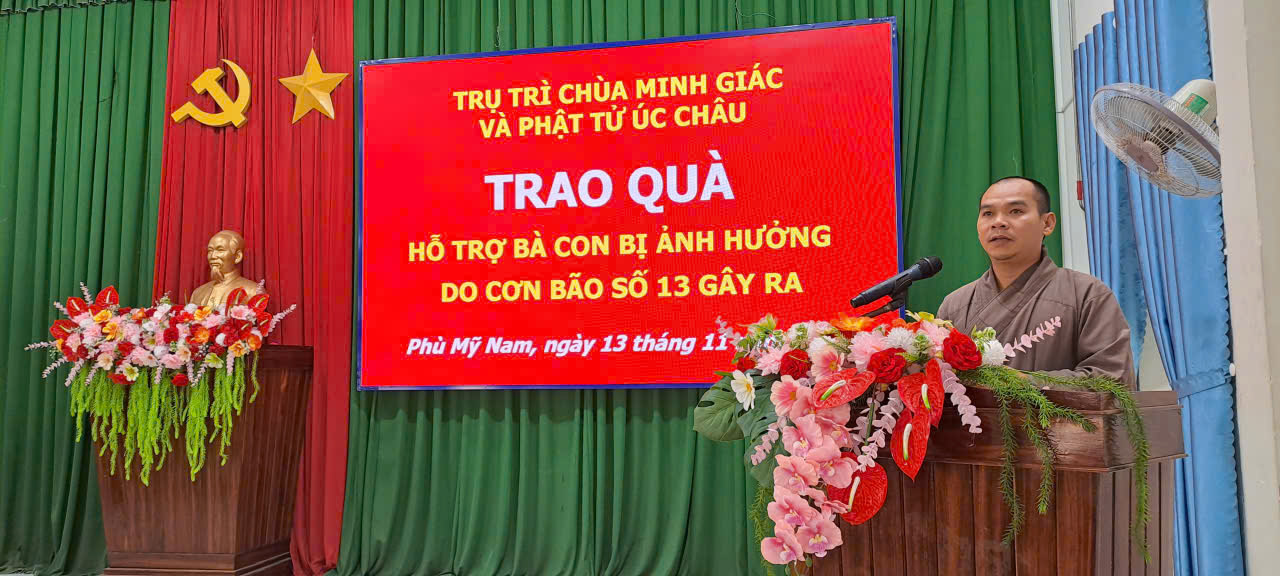 TRỤ TRÌ CHÙA MINH GIÁC
VÀ PHẬT TỬ ÚC CHÂU
TRAO QUÀ
HỖ TRỢ BÀ CON BỊ ẢNH HƯỞNG
DO CƠN BÃO SỐ 13 GÂY RA
Phù Mỹ Nam, ngày 13 tháng 11